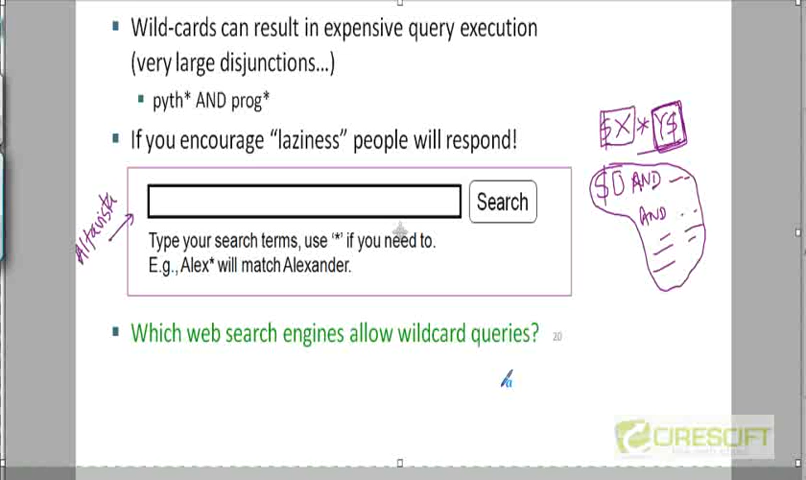 Wild-cards can result in expensive query execution
(very large disjunctions…)
pyth* AND prog*
If you encourage “laziness” people will respond!
$X * Y$
$0 AND
AND
Altavista
Search
Type your search terms, use ‘*’ if you need to.
E.g., Alex* will match Alexander.
Which web search engines allow wildcard queries?
20